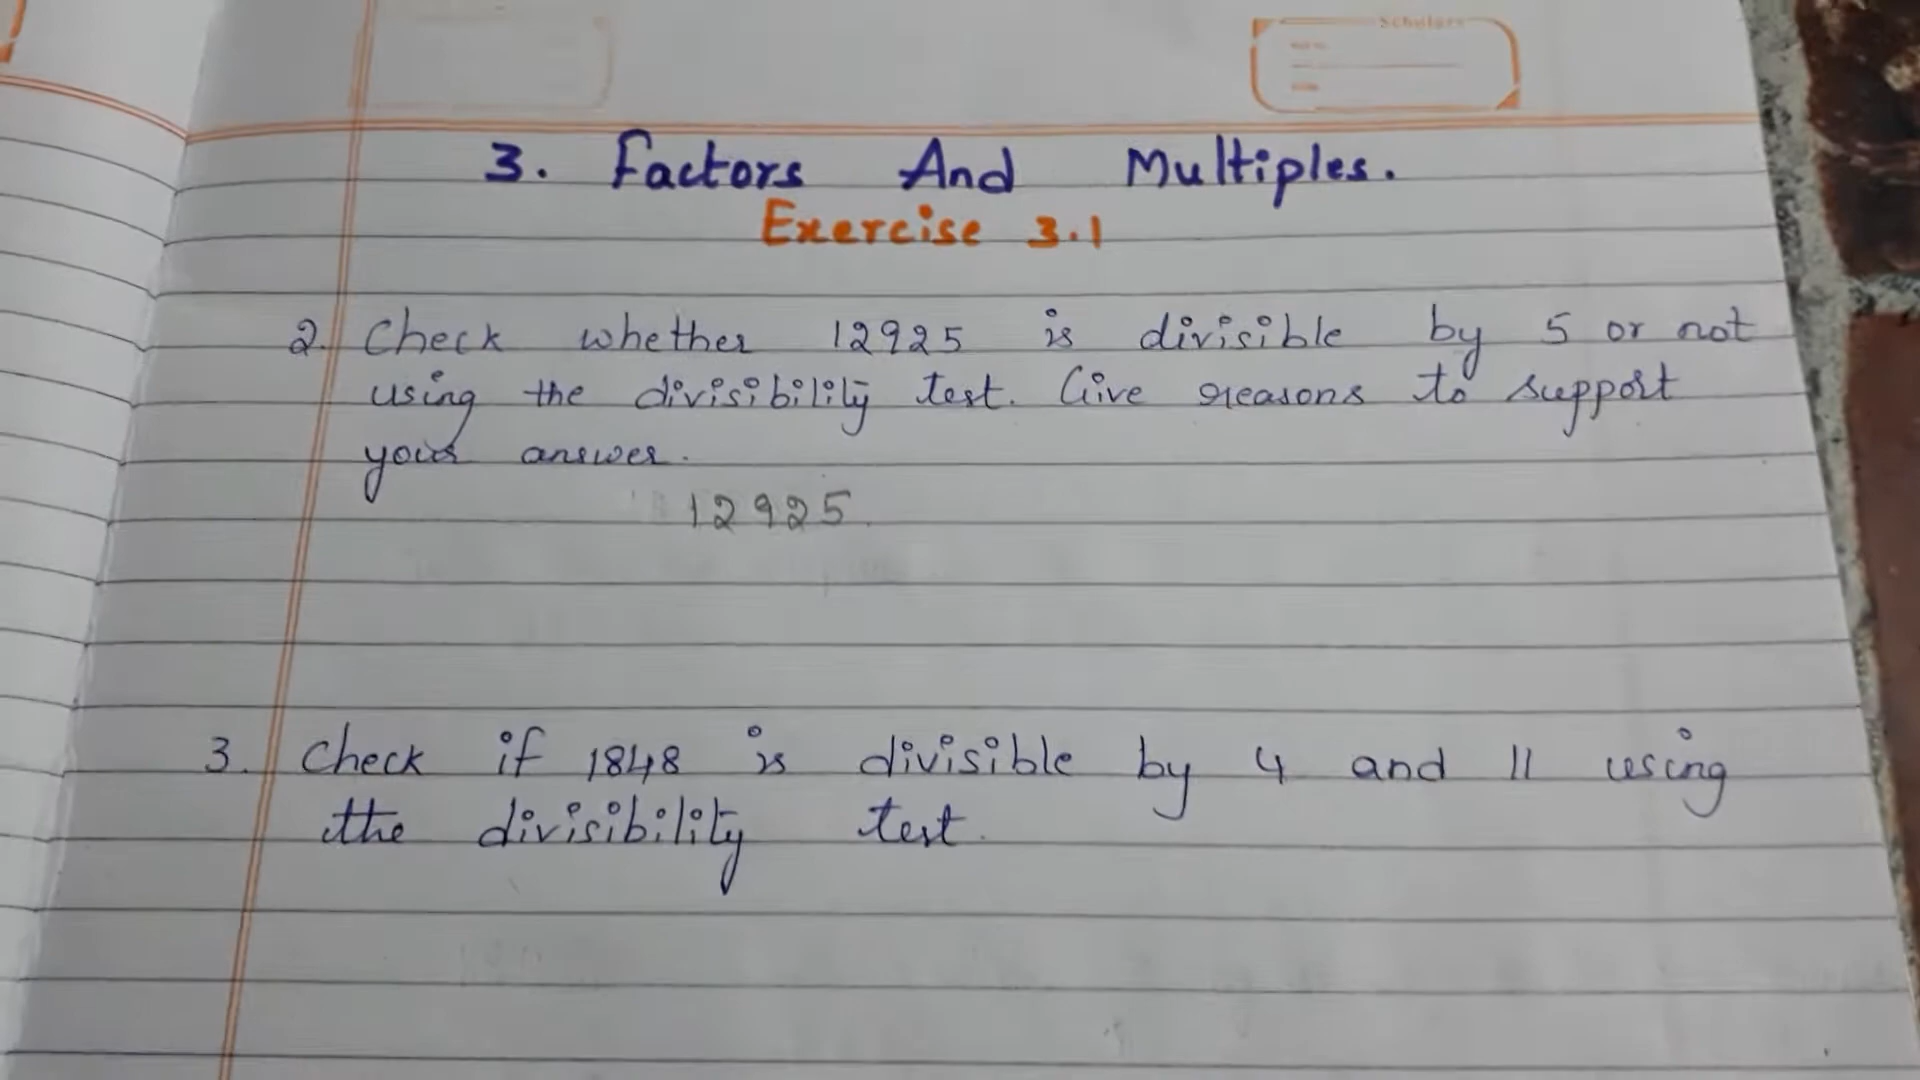 Scholars
3. Factors And Multiples.
Exercise 3.1
2. Check whether 12925 is divisible by 5 or not
using the divisibility test. Give reasons to support
your answer.
12925.
3. Check if 1848 is divisible by 4 and 11 using
the divisibility test.